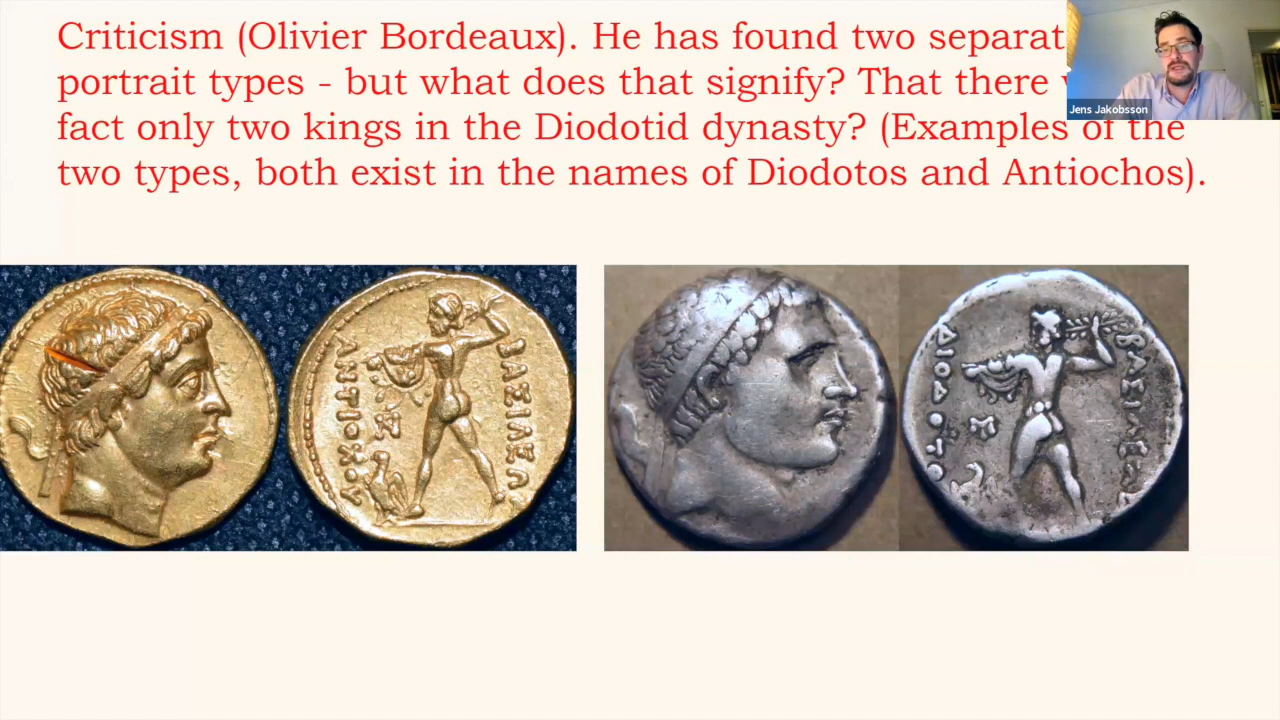 Criticism (Olivier Bordeaux). He has found two separat
portrait types - but what does that signify? That there
fact only two kings in the Diodotid dynasty? (Examples of the
two types, both exist in the names of Diodotos and Antiochos).
Jens Jakobsson
ΒΑΣΙΛΕΩ
ΑΝΤΙΟΧΟΥ
ΒΑΣΙΛΕΩΣ
ΔΙΟΔΟΤΟ